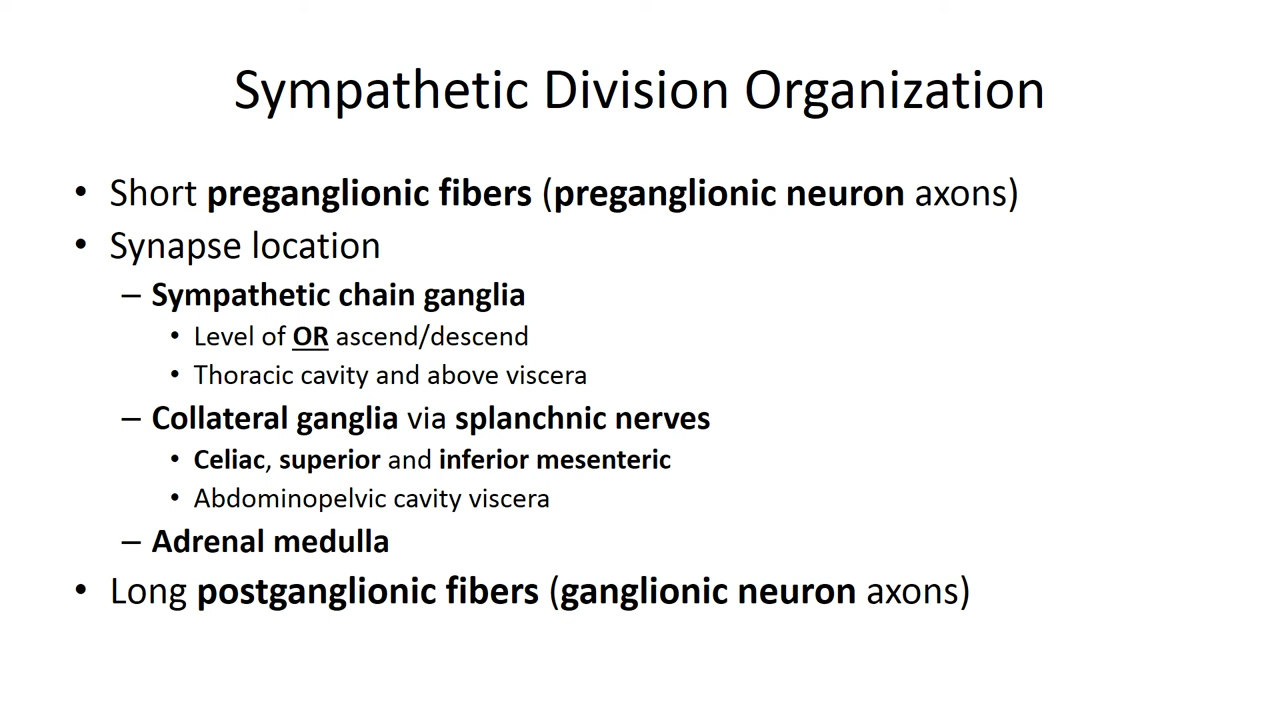 Sympathetic Division Organization
• Short preganglionic fibers (preganglionic neuron axons)
• Synapse location
– Sympathetic chain ganglia
• Level of OR ascend/descend
• Thoracic cavity and above viscera
– Collateral ganglia via splanchnic nerves
• Celiac, superior and inferior mesenteric
• Abdominopelvic cavity viscera
– Adrenal medulla
• Long postganglionic fibers (ganglionic neuron axons)